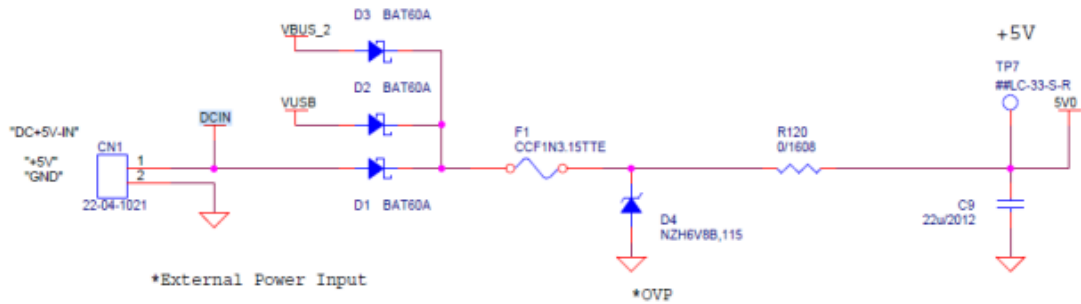 D3 BAT60A
VBUS_2
+5V
D2 BAT60A
TP7
##LC-33-S-R
VUSB
DCIN
5V0
"DC+5V-IN"
CN1
F1
CCF1N3.15TTE
R120
0/1608
"+5V"
1
"GND"
2
22-04-1021
D1 BAT60A
D4
NZH6V8B,115
C9
22u/2012
*External Power Input
*OVP